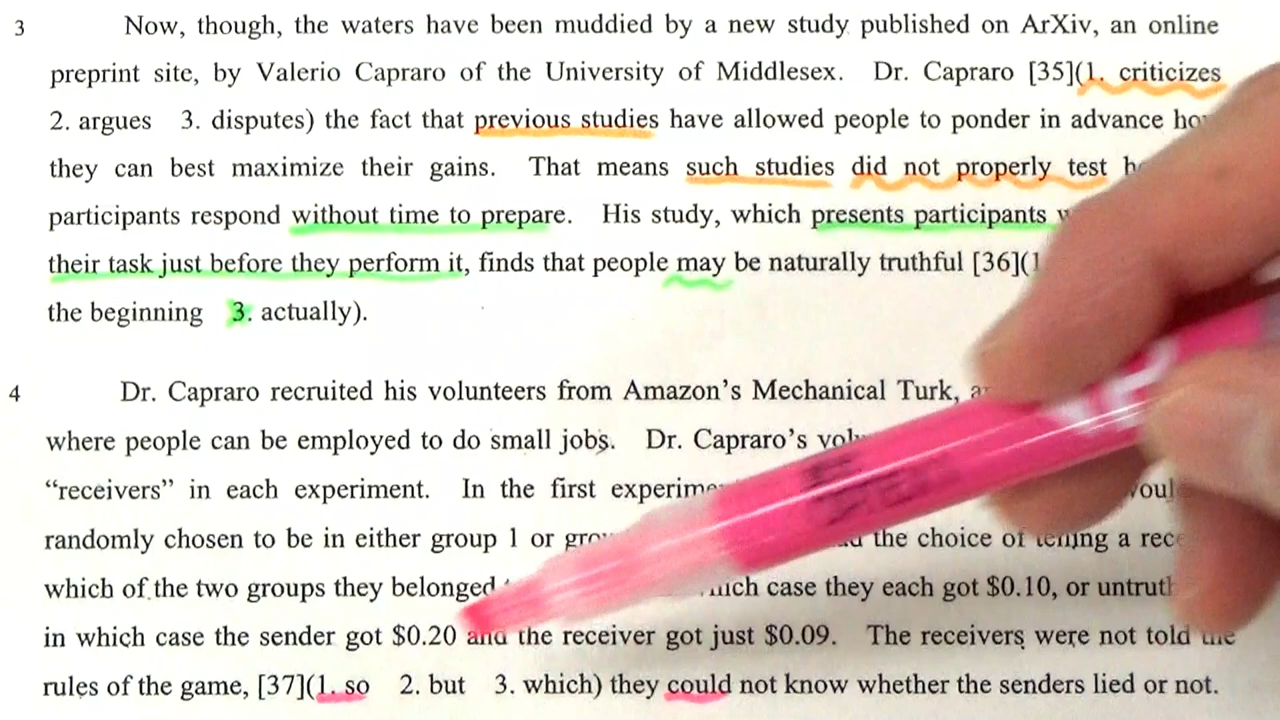 3 Now, though, the waters have been muddied by a new study published on ArXiv, an online
preprint site, by Valerio Capraro of the University of Middlesex. Dr. Capraro [35](1. criticizes
2. argues 3. disputes) the fact that previous studies have allowed people to ponder in advance
they can best maximize their gains. That means such studies did not properly test
participants respond without time to prepare. His study, which presents participants
their task just before they perform it, finds that people may be naturally truthful [36](1
the beginning 3. actually).
4 Dr. Capraro recruited his volunteers from Amazon's Mechanical Turk,
where people can be employed to do small jobs. Dr. Capraro's
"receivers" in each experiment. In the first
randomly chosen to be in either group 1 or the choice of a
which of the two groups they belonged case they each got $0.10, or
in which case the sender got $0.20 and the receiver got just $0.09. The receivers were not told the
rules of the game, [37](1. so 2. but 3. which) they could not know whether the senders lied or not.